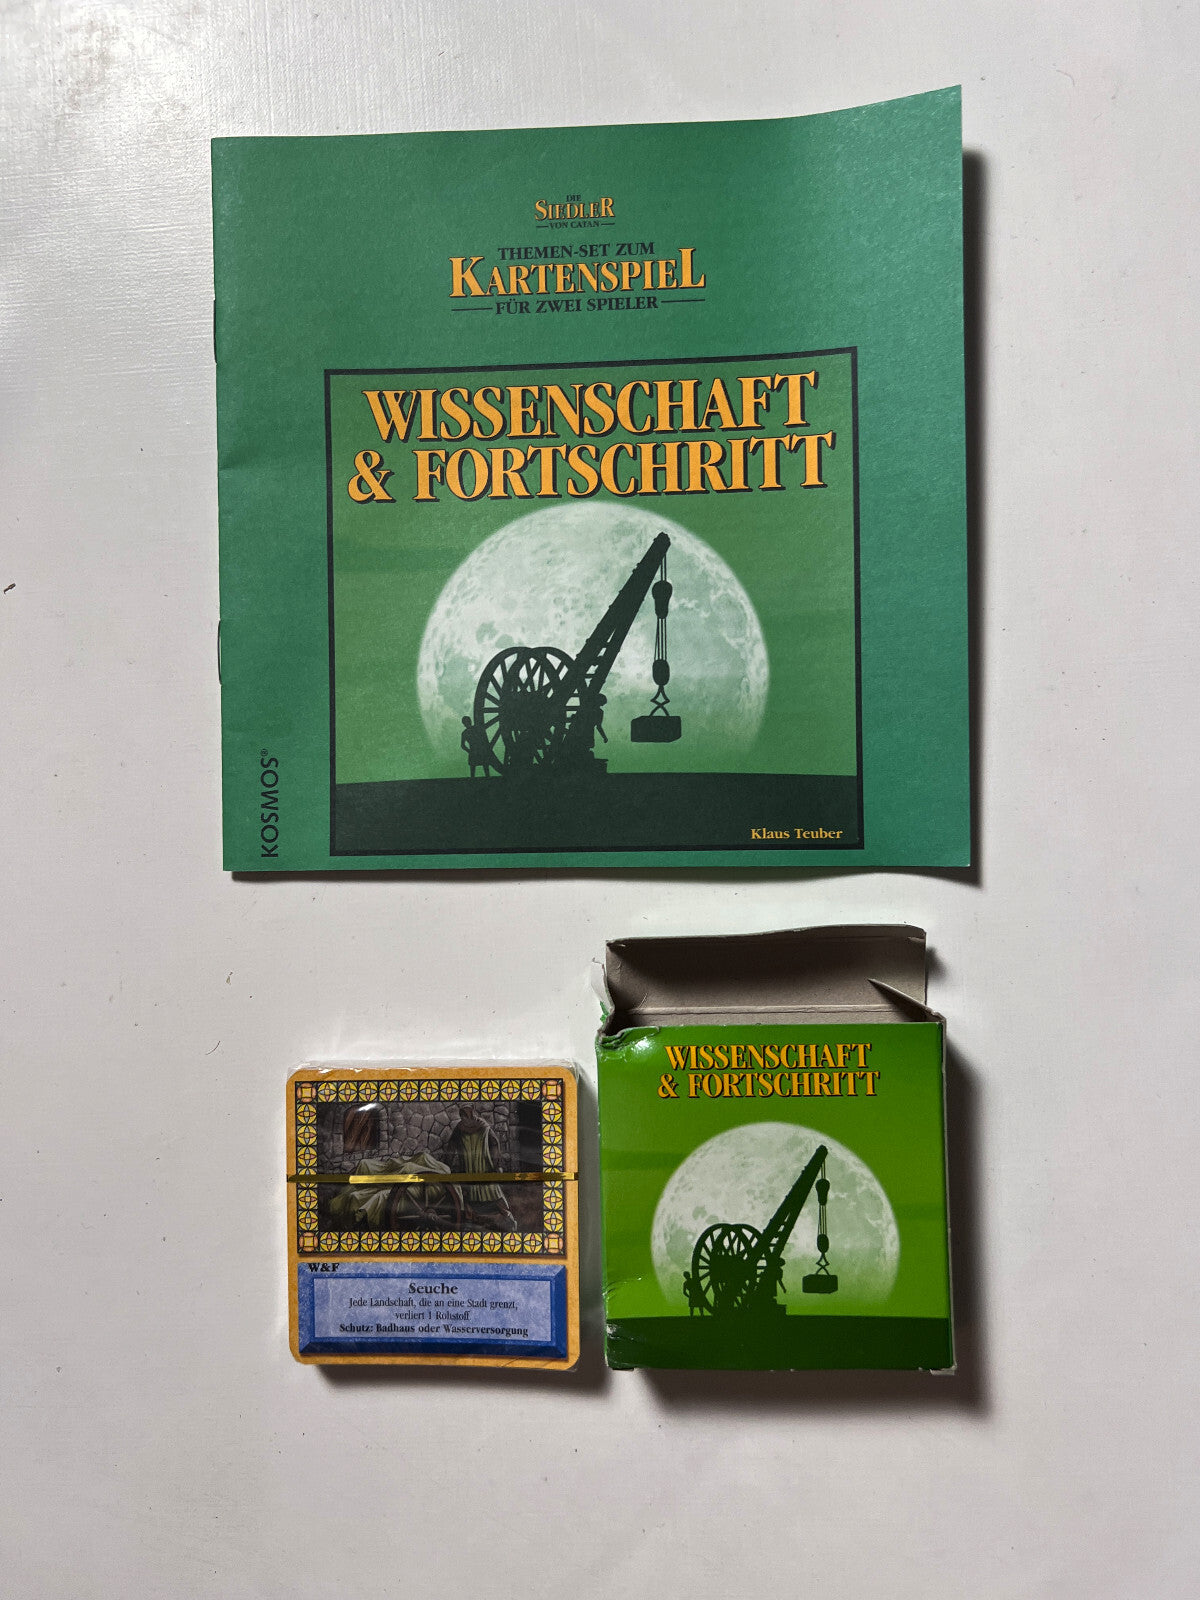 DIE
SIEDLER
VON CATAN
THEMEN-SET ZUM
KARTENSPIEL
FÜR ZWEI SPIELER
WISSENSCHAFT
& FORTSCHRITT
Klaus Teuber
KOSMOS®
W&F
Seuche
Jede Landschaft, die an eine Stadt grenzt,
verliert 1 Rohstoff
Schutz: Badhaus oder Wasserversorgung
WISSENSCHAFT
& FORTSCHRITT